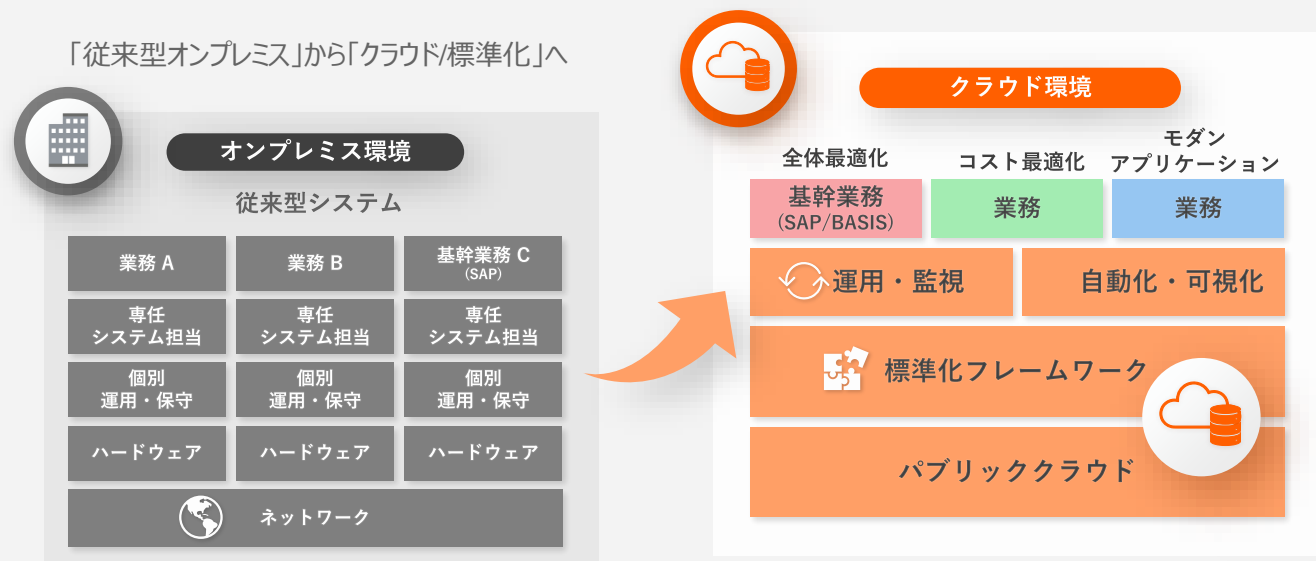 「従来型オンプレミス」から「クラウド/標準化」へ
オンプレミス環境
従来型システム
業務 A
業務 B
基幹業務 C
(SAP)
専任
システム担当
専任
システム担当
専任
システム担当
個別
運用・保守
個別
運用・保守
個別
運用・保守
ハードウェア
ハードウェア
ハードウェア
ネットワーク
クラウド環境
全体最適化
コスト最適化
モダン
アプリケーション
基幹業務
(SAP/BASIS)
業務
業務
運用・監視
自動化・可視化
標準化フレームワーク
パブリッククラウド